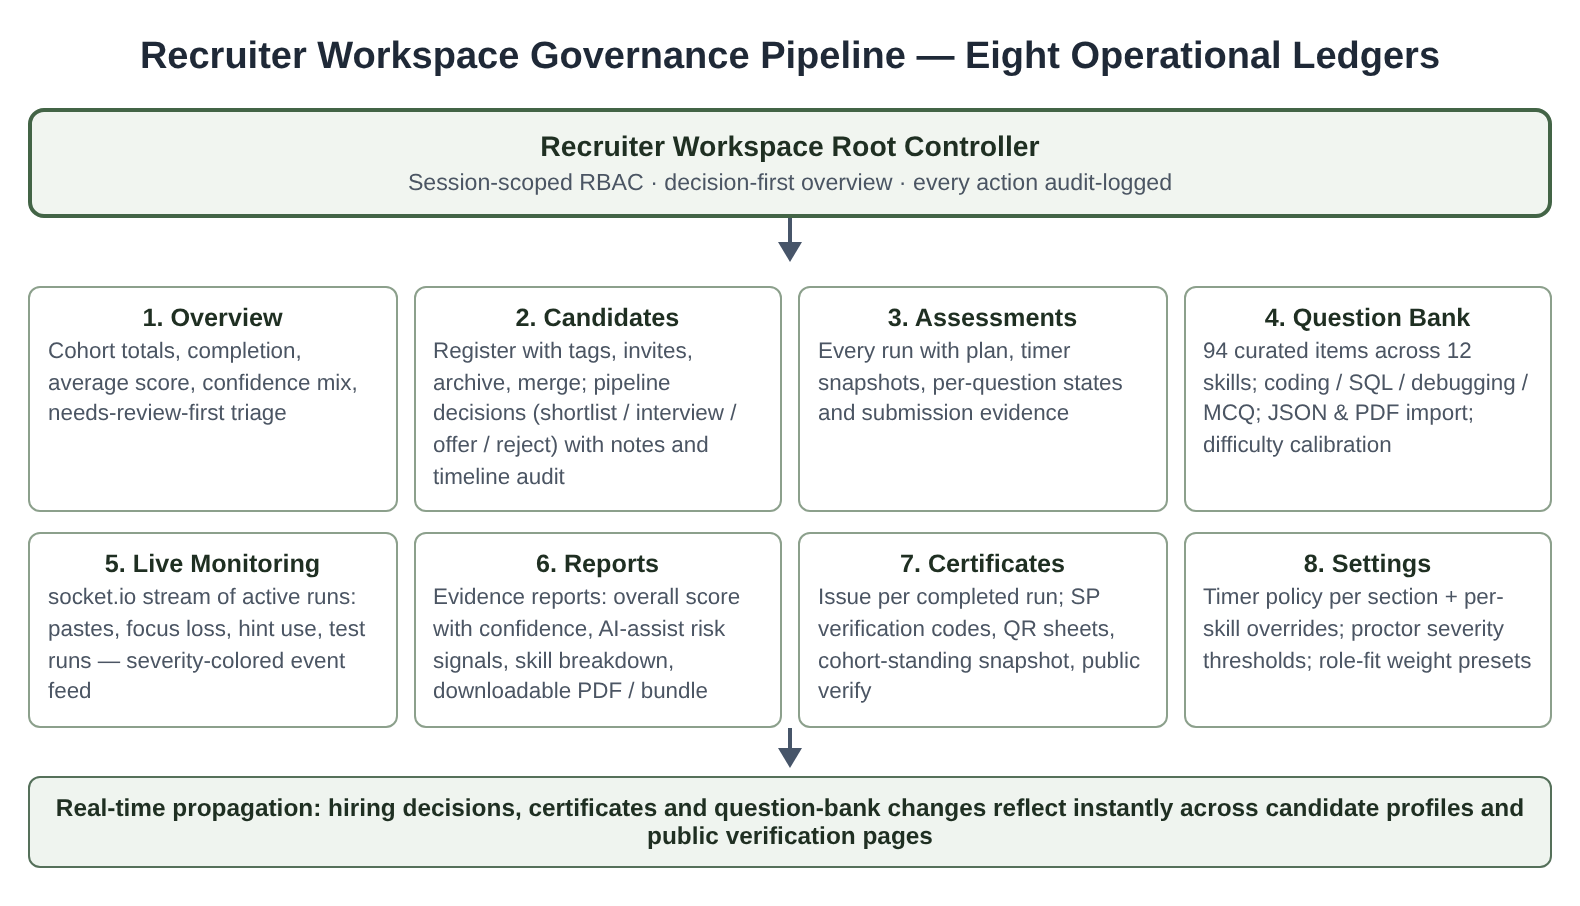 Recruiter Workspace Governance Pipeline — Eight Operational Ledgers
Recruiter Workspace Root Controller
Session-scoped RBAC · decision-first overview · every action audit-logged
1. Overview
Cohort totals, completion,
average score, confidence mix,
needs-review-first triage
2. Candidates
Register with tags, invites,
archive, merge; pipeline
decisions (shortlist / interview /
offer / reject) with notes and
timeline audit
3. Assessments
Every run with plan, timer
snapshots, per-question states
and submission evidence
4. Question Bank
94 curated items across 12
skills; coding / SQL / debugging /
MCQ; JSON & PDF import;
difficulty calibration
5. Live Monitoring
socket.io stream of active runs:
pastes, focus loss, hint use, test
runs — severity-colored event
feed
6. Reports
Evidence reports: overall score
with confidence, AI-assist risk
signals, skill breakdown,
downloadable PDF / bundle
7. Certificates
Issue per completed run; SP
verification codes, QR sheets,
cohort-standing snapshot, public
verify
8. Settings
Timer policy per section + per-
skill overrides; proctor severity
thresholds; role-fit weight presets
Real-time propagation: hiring decisions, certificates and question-bank changes reflect instantly across candidate profiles and
public verification pages